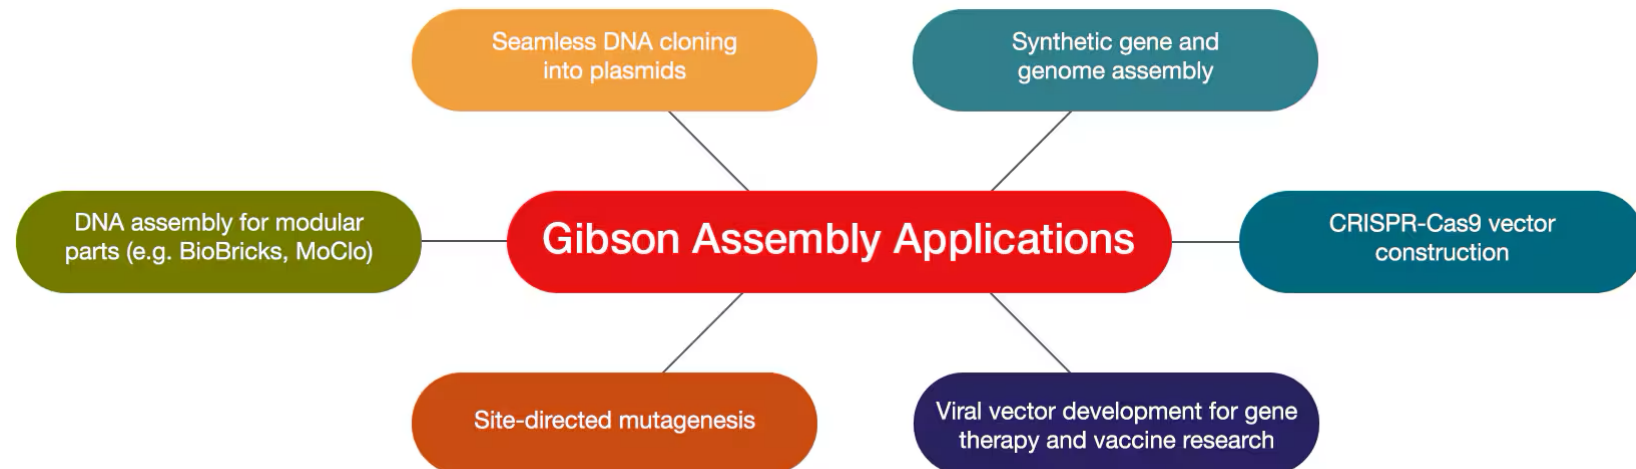 Seamless DNA cloning
into plasmids
Synthetic gene and
genome assembly
DNA assembly for modular
parts (e.g. BioBricks, MoClo)
Gibson Assembly Applications
CRISPR-Cas9 vector
construction
Site-directed mutagenesis
Viral vector development for gene
therapy and vaccine research